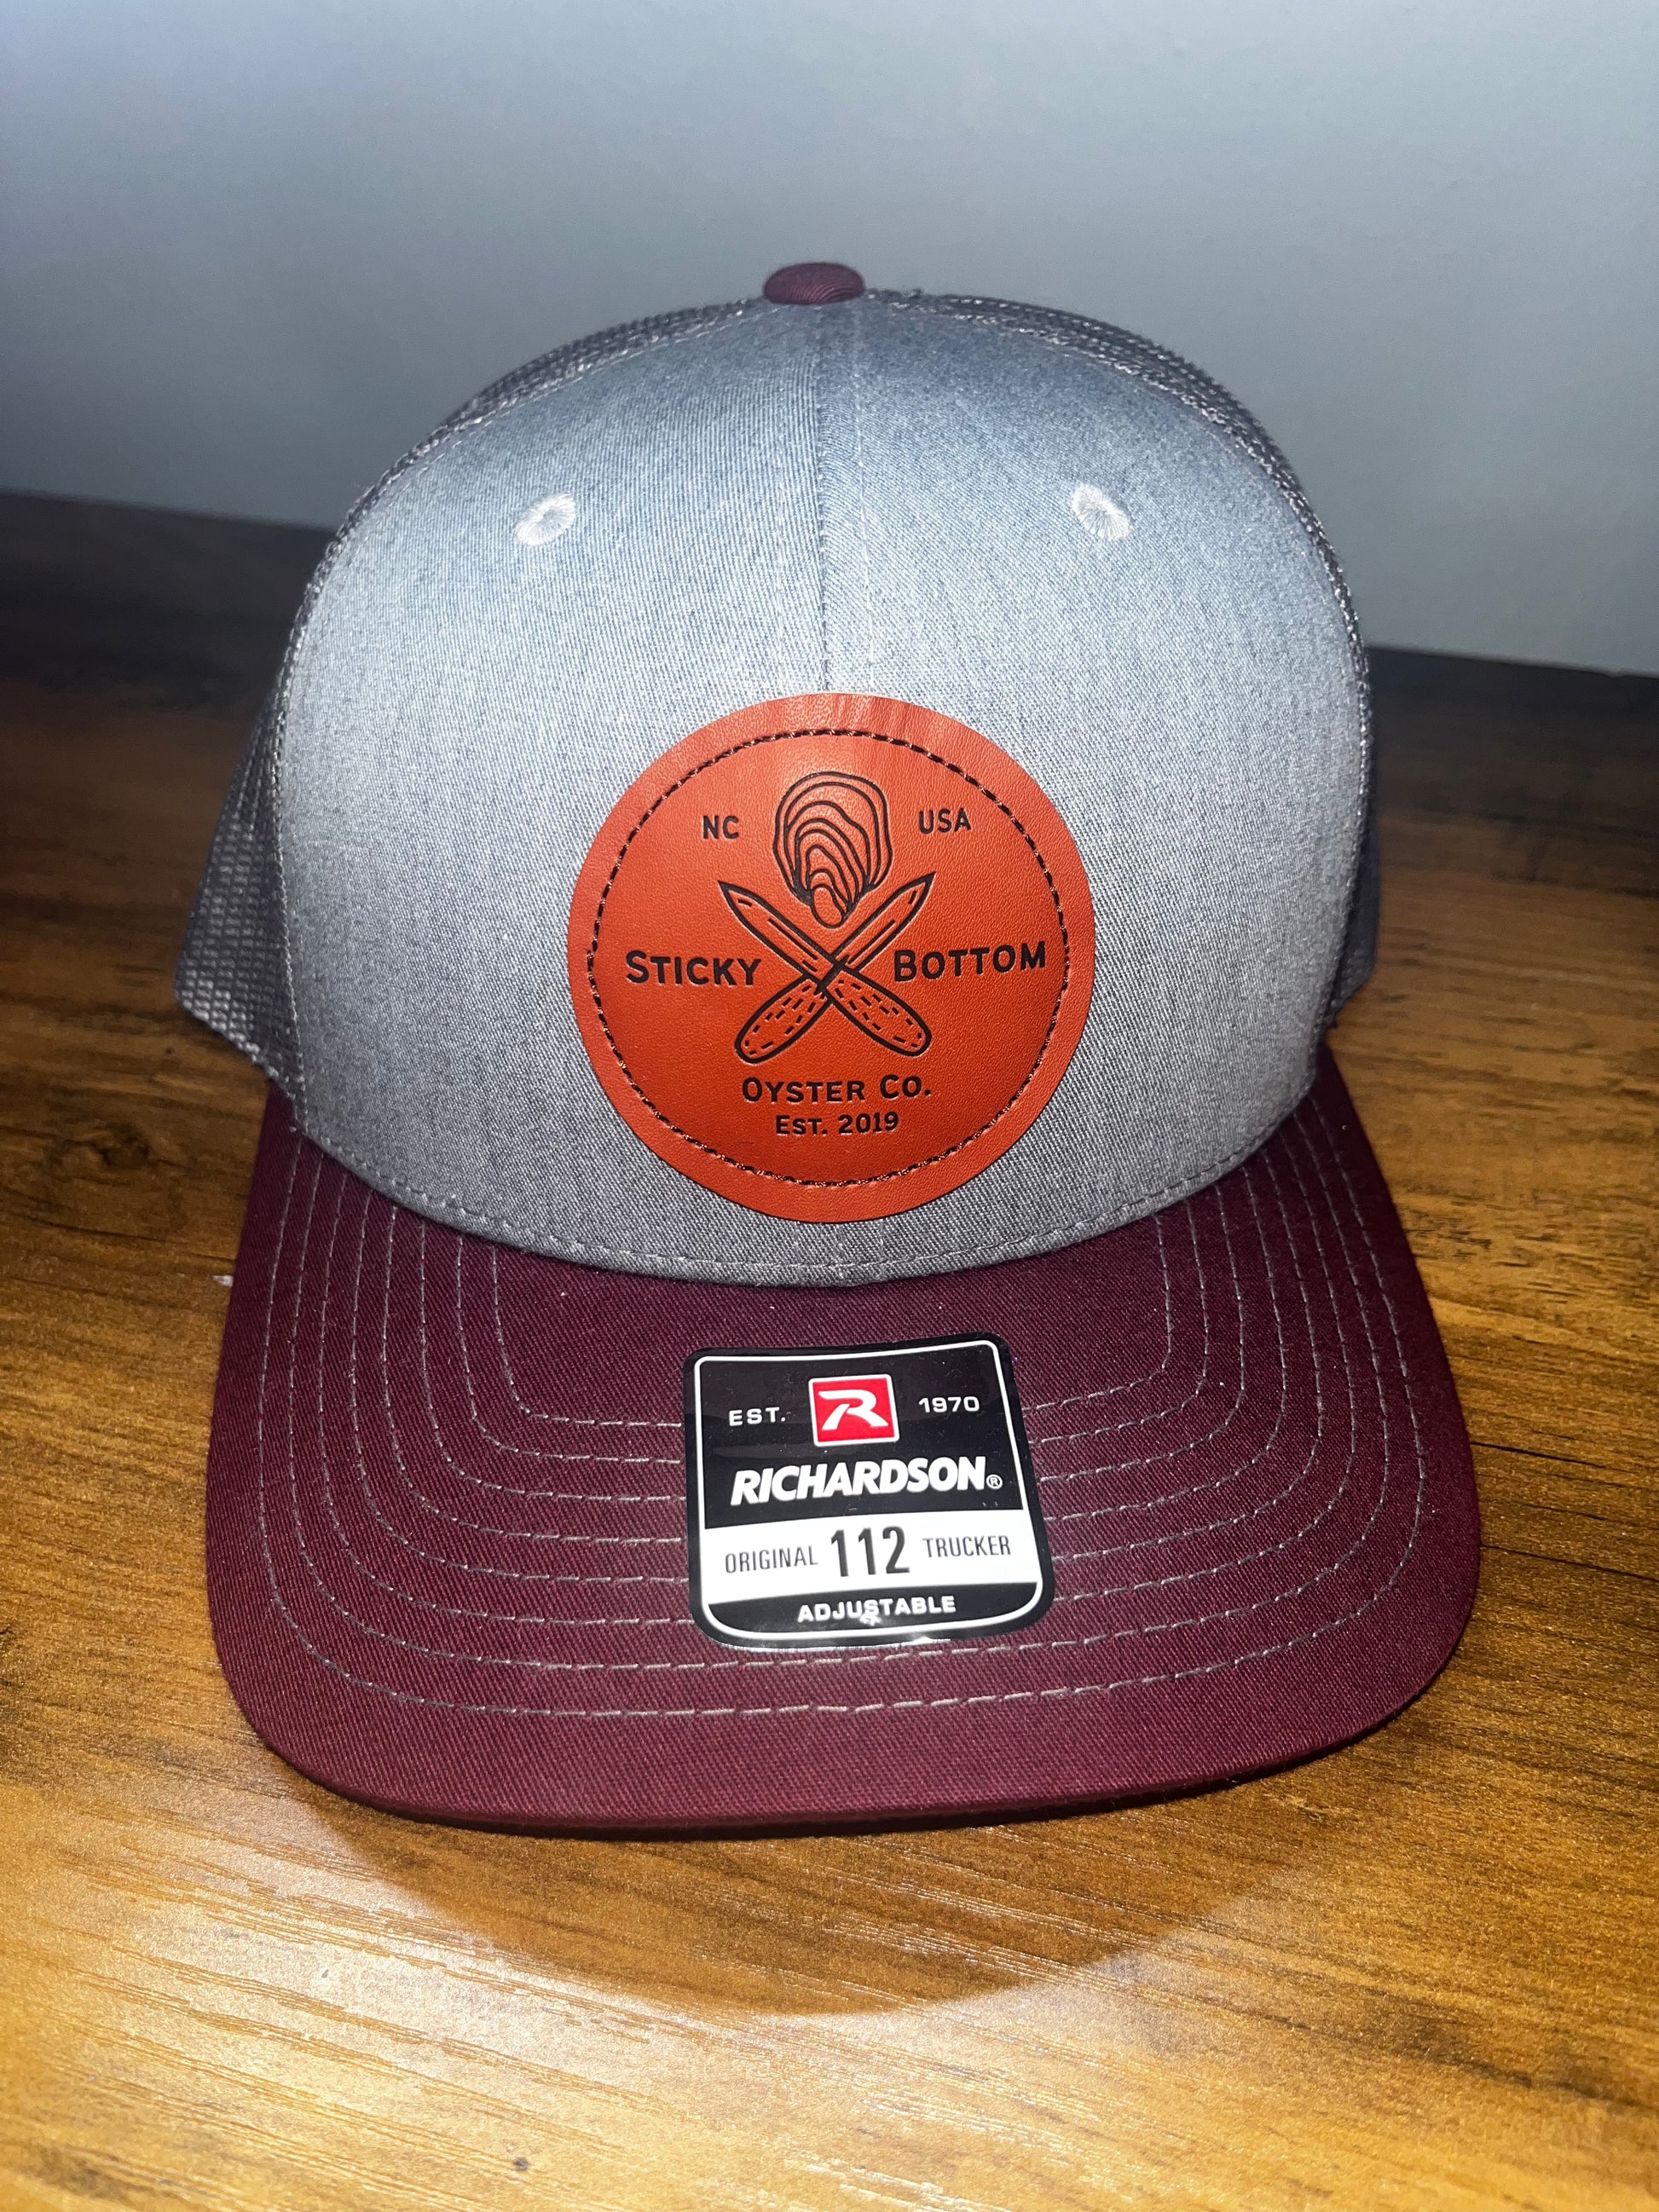 NC USA
STICKY BOTTOM
OYSTER CO.
EST. 2019
EST. R 1970
RICHARDSON®
ORIGINAL 112 TRUCKER
ADJUSTABLE